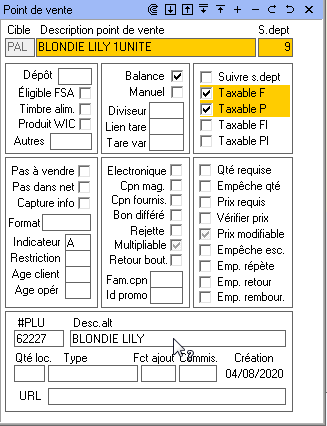 Point de vente
Cible Description point de vente S.dept
PAL BLONDIE LILY 1UNITE 9
Dépôt
Éligible FSA
Timbre alim.
Produit WIC
Autres
Balance
Manuel
Diviseur
Lien tare
Tare var
Suivre s.dept
Taxable F
Taxable P
Taxable FI
Taxable PI
Pas à vendre
Pas dans net
Capture info
Format
Indicateur A
Restriction
Age client
Age opér
Electronique
Cpn mag.
Cpn fournis.
Bon différé
Rejette
Multipliable
Retour bout.
Fam.cpn
Id promo
Qté requise
Empêche qté
Prix requis
Vérifier prix
Prix modifiable
Empêche esc.
Emp. répète
Emp. retour
Emp. rembour.
#PLU Desc.alt
62227 BLONDIE LILY
Qté loc. Type Fct ajout Commis. Création
04/08/2020
URL